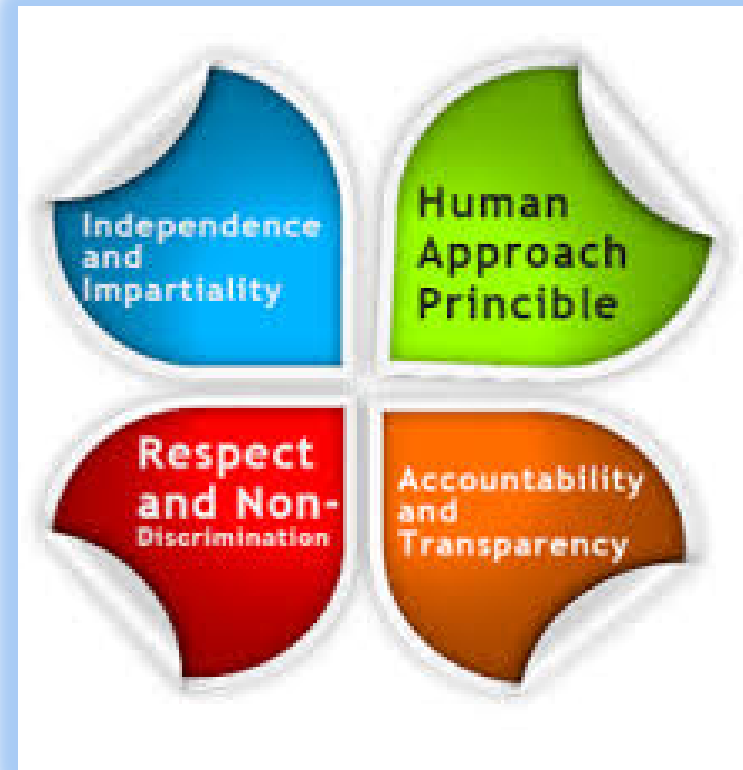 Independence
and
Impartiality
Human
Approach
Princible
Respect
and Non-
Discrimination
Accountability
and
Transparency